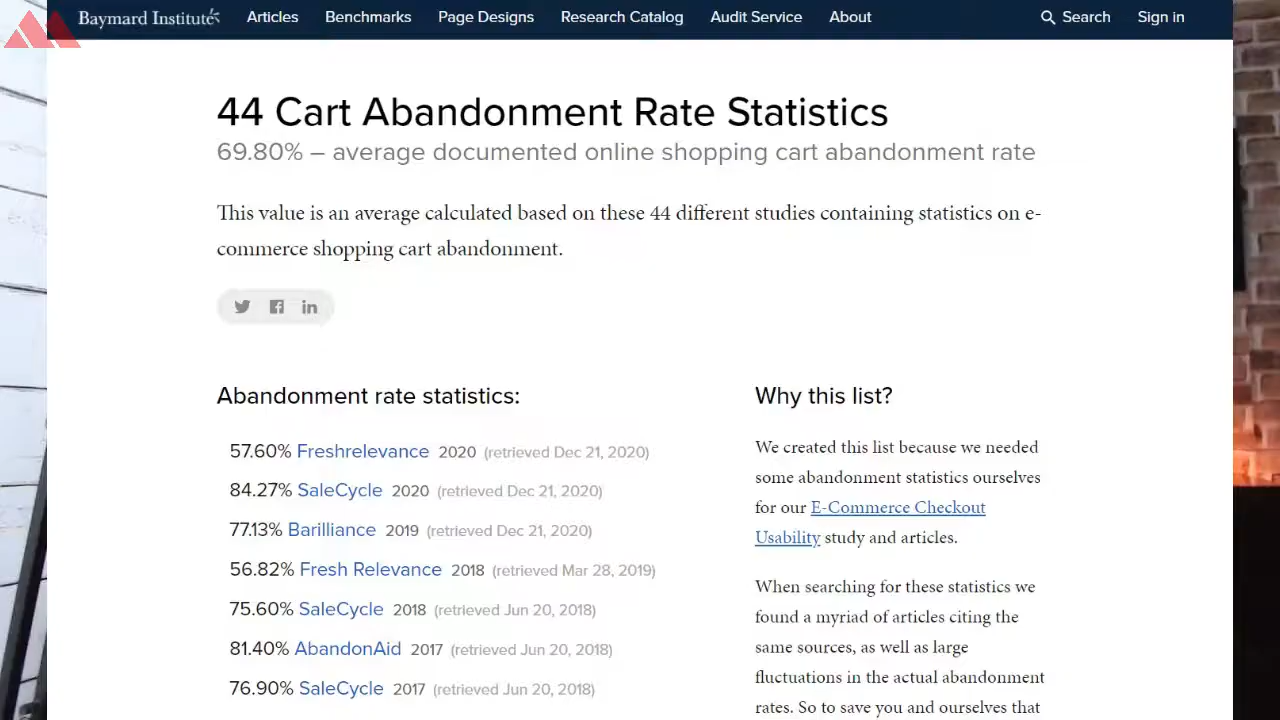 Baymard Institute Articles Benchmarks Page Designs Research Catalog Audit Service About Search Sign in
44 Cart Abandonment Rate Statistics
69.80% – average documented online shopping cart abandonment rate
This value is an average calculated based on these 44 different studies containing statistics on e-
commerce shopping cart abandonment.
Abandonment rate statistics:
57.60% Freshrelevance 2020 (retrieved Dec 21, 2020)
84.27% SaleCycle 2020 (retrieved Dec 21, 2020)
77.13% Barilliance 2019 (retrieved Dec 21, 2020)
56.82% Fresh Relevance 2018 (retrieved Mar 28, 2019)
75.60% SaleCycle 2018 (retrieved Jun 20, 2018)
81.40% AbandonAid 2017 (retrieved Jun 20, 2018)
76.90% SaleCycle 2017 (retrieved Jun 20, 2018)
Why this list?
We created this list because we needed
some abandonment statistics ourselves
for our E-Commerce Checkout
Usability study and articles.
When searching for these statistics we
found a myriad of articles citing the
same sources, as well as large
fluctuations in the actual abandonment
rates. So to save you and ourselves that